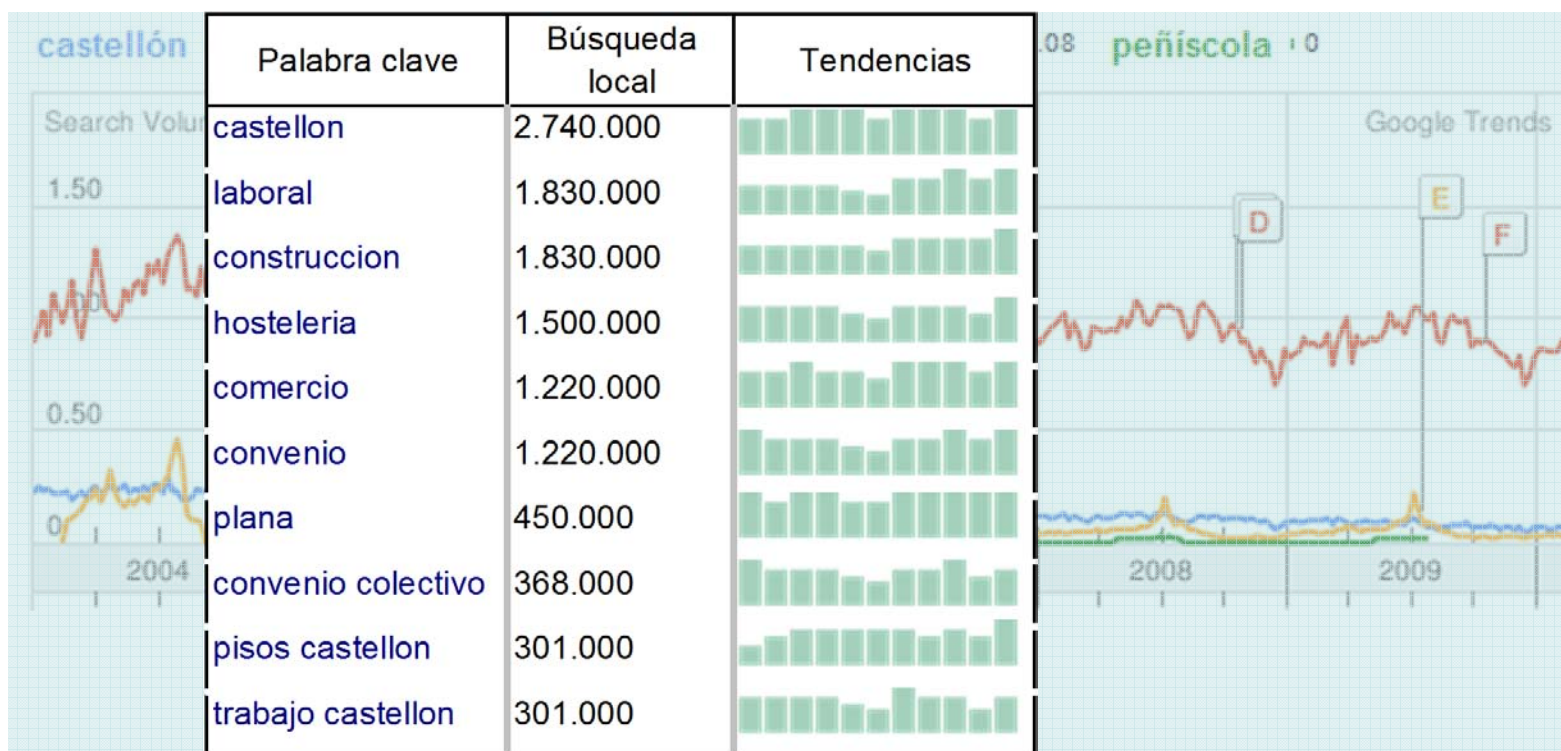 castellón
.08 peñíscola 0
Palabra clave
Búsqueda
local
Tendencias
castellon 2.740.000
laboral 1.830.000
construccion 1.830.000
hosteleria 1.500.000
comercio 1.220.000
convenio 1.220.000
plana 450.000
convenio colectivo 368.000
pisos castellon 301.000
trabajo castellon 301.000
Search Volu
1.50
0.50
0
2004
Google Trends
D
E
F
2008
2009